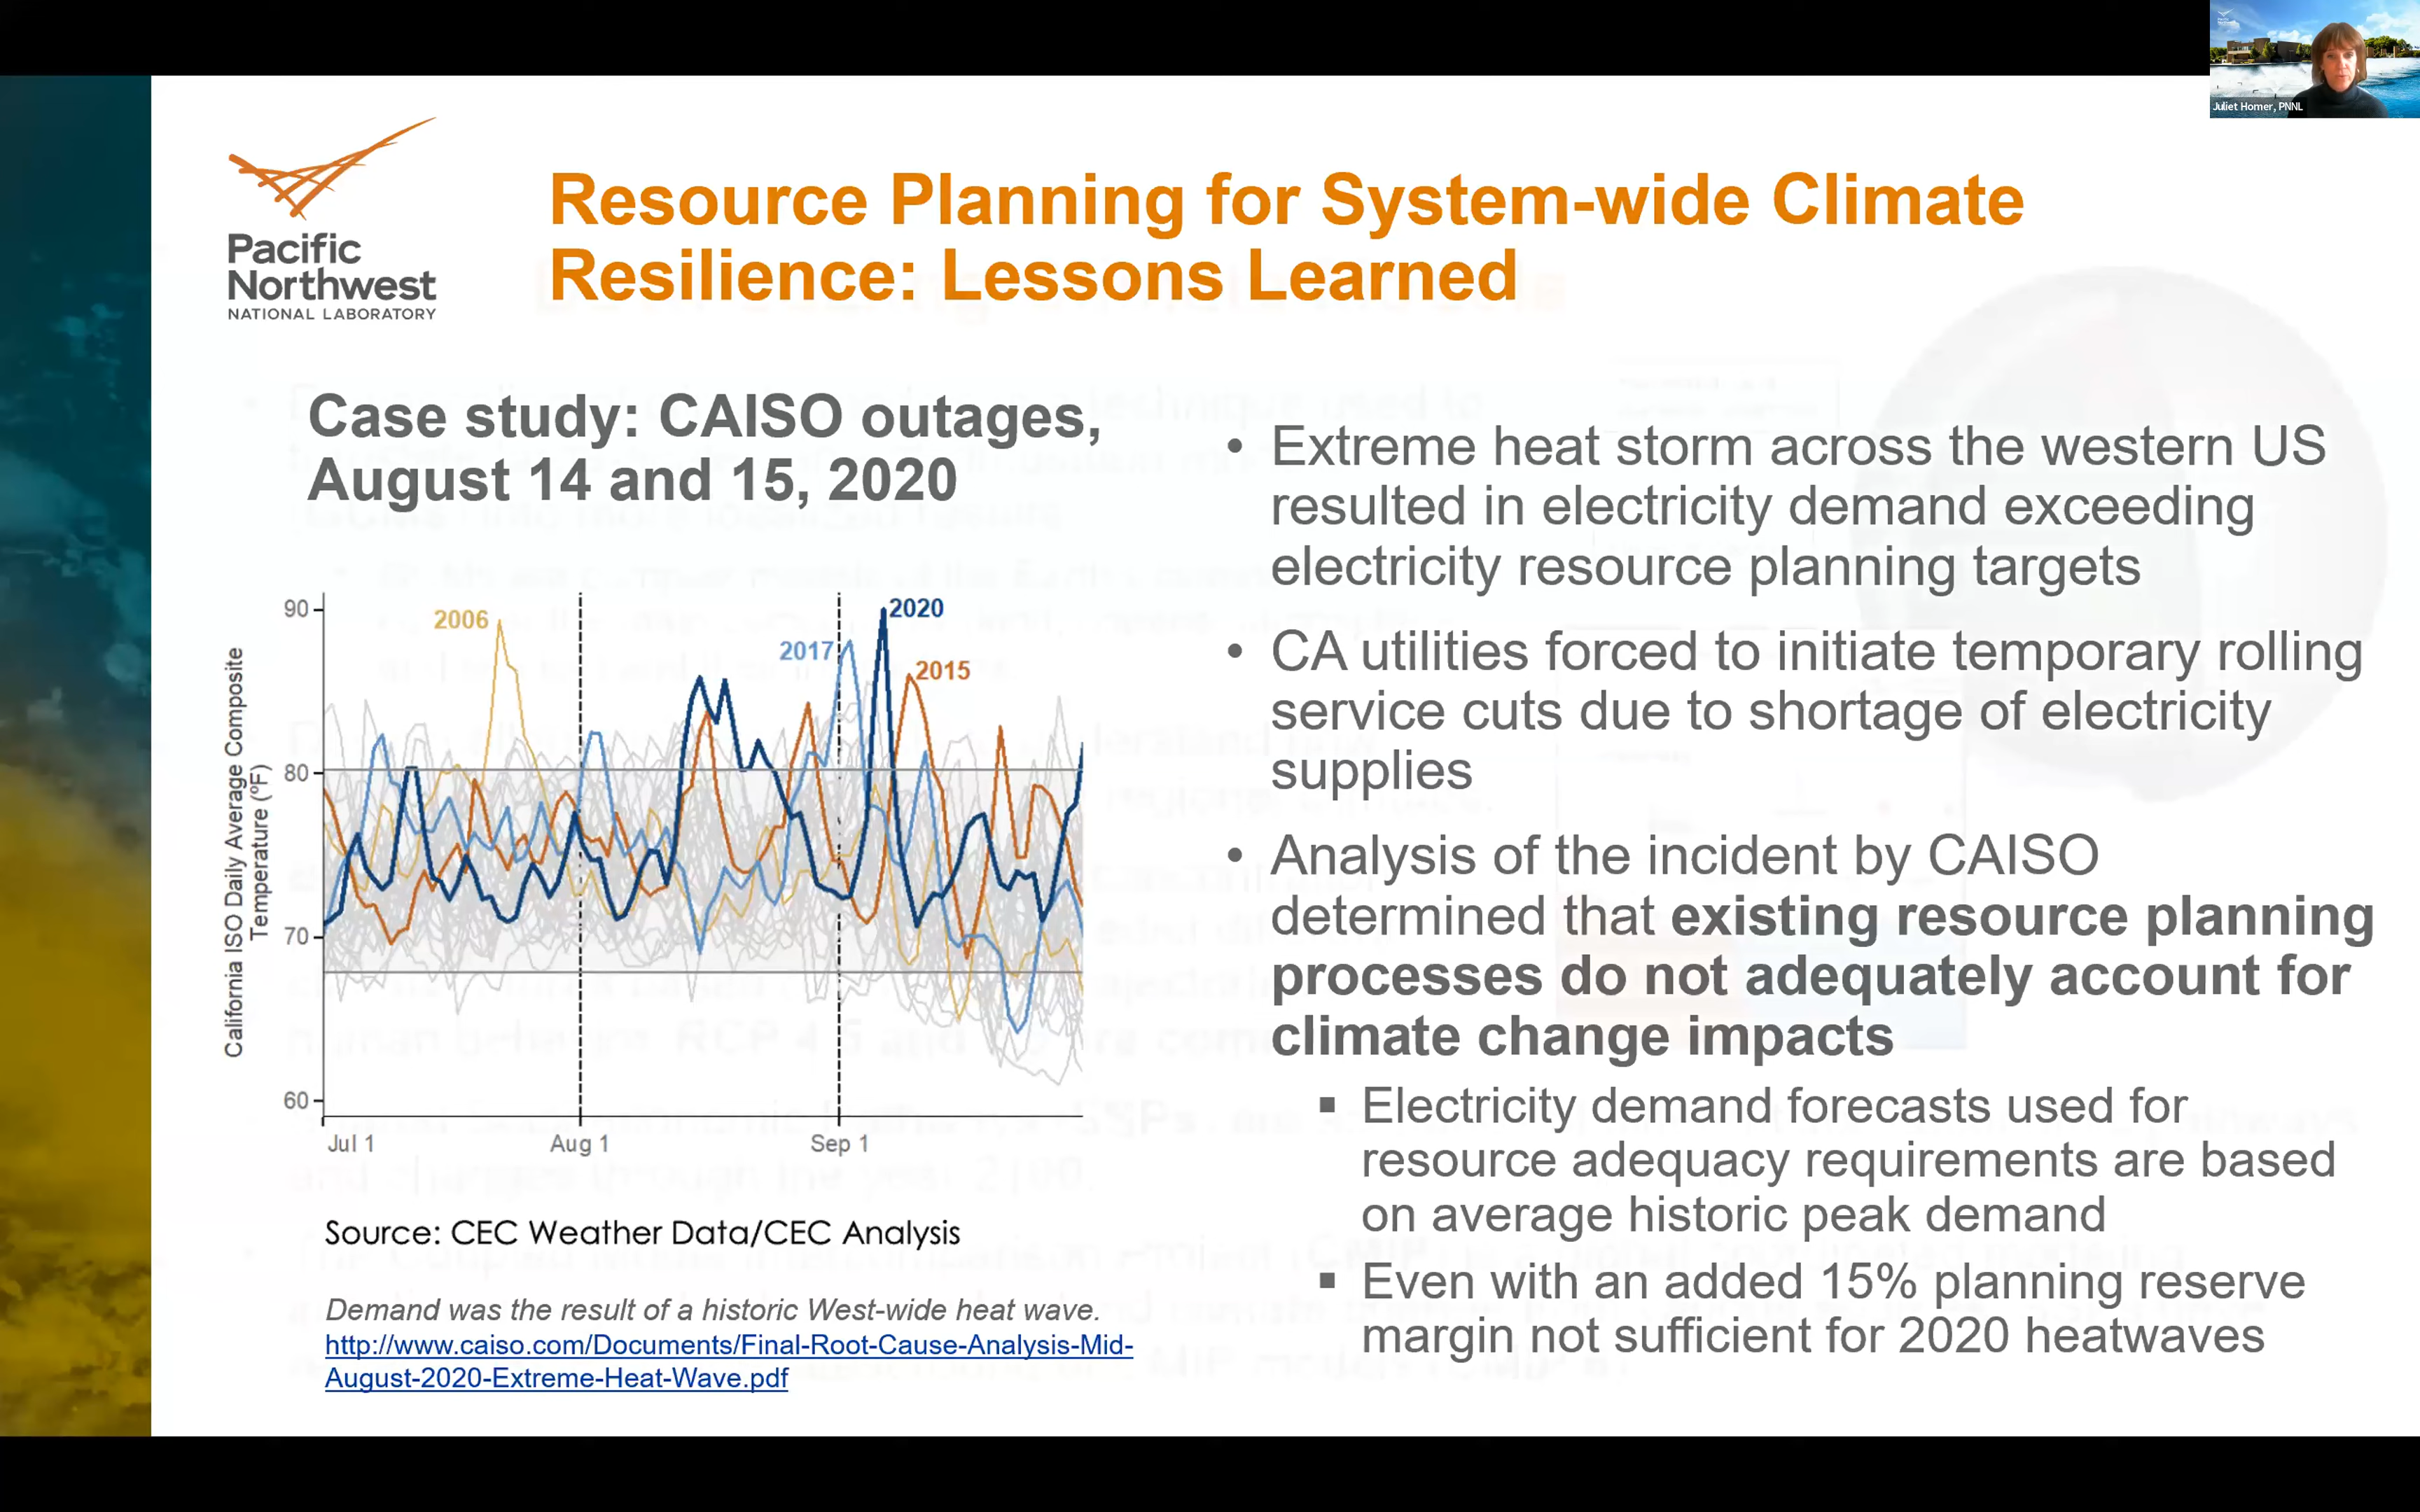 Juliet Homer, PNNL
Pacific
Northwest
NATIONAL LABORATORY
Resource Planning for System-wide Climate
Resilience: Lessons Learned
Case study: CAISO outages,
August 14 and 15, 2020
California ISO Daily Average Composite
Temperature (°F)
90
80
70
60
2006
2017
2020
2015
Jul 1
Aug 1
Sep 1
Source: CEC Weather Data/CEC Analysis
Demand was the result of a historic West-wide heat wave.
http://www.caiso.com/Documents/Final-Root-Cause-Analysis-Mid-
August-2020-Extreme-Heat-Wave.pdf
• Extreme heat storm across the western US
resulted in electricity demand exceeding
electricity resource planning targets
• CA utilities forced to initiate temporary rolling
service cuts due to shortage of electricity
supplies
• Analysis of the incident by CAISO
determined that existing resource planning
processes do not adequately account for
climate change impacts
▪ Electricity demand forecasts used for
resource adequacy requirements are based
on average historic peak demand
▪ Even with an added 15% planning reserve
margin not sufficient for 2020 heatwaves